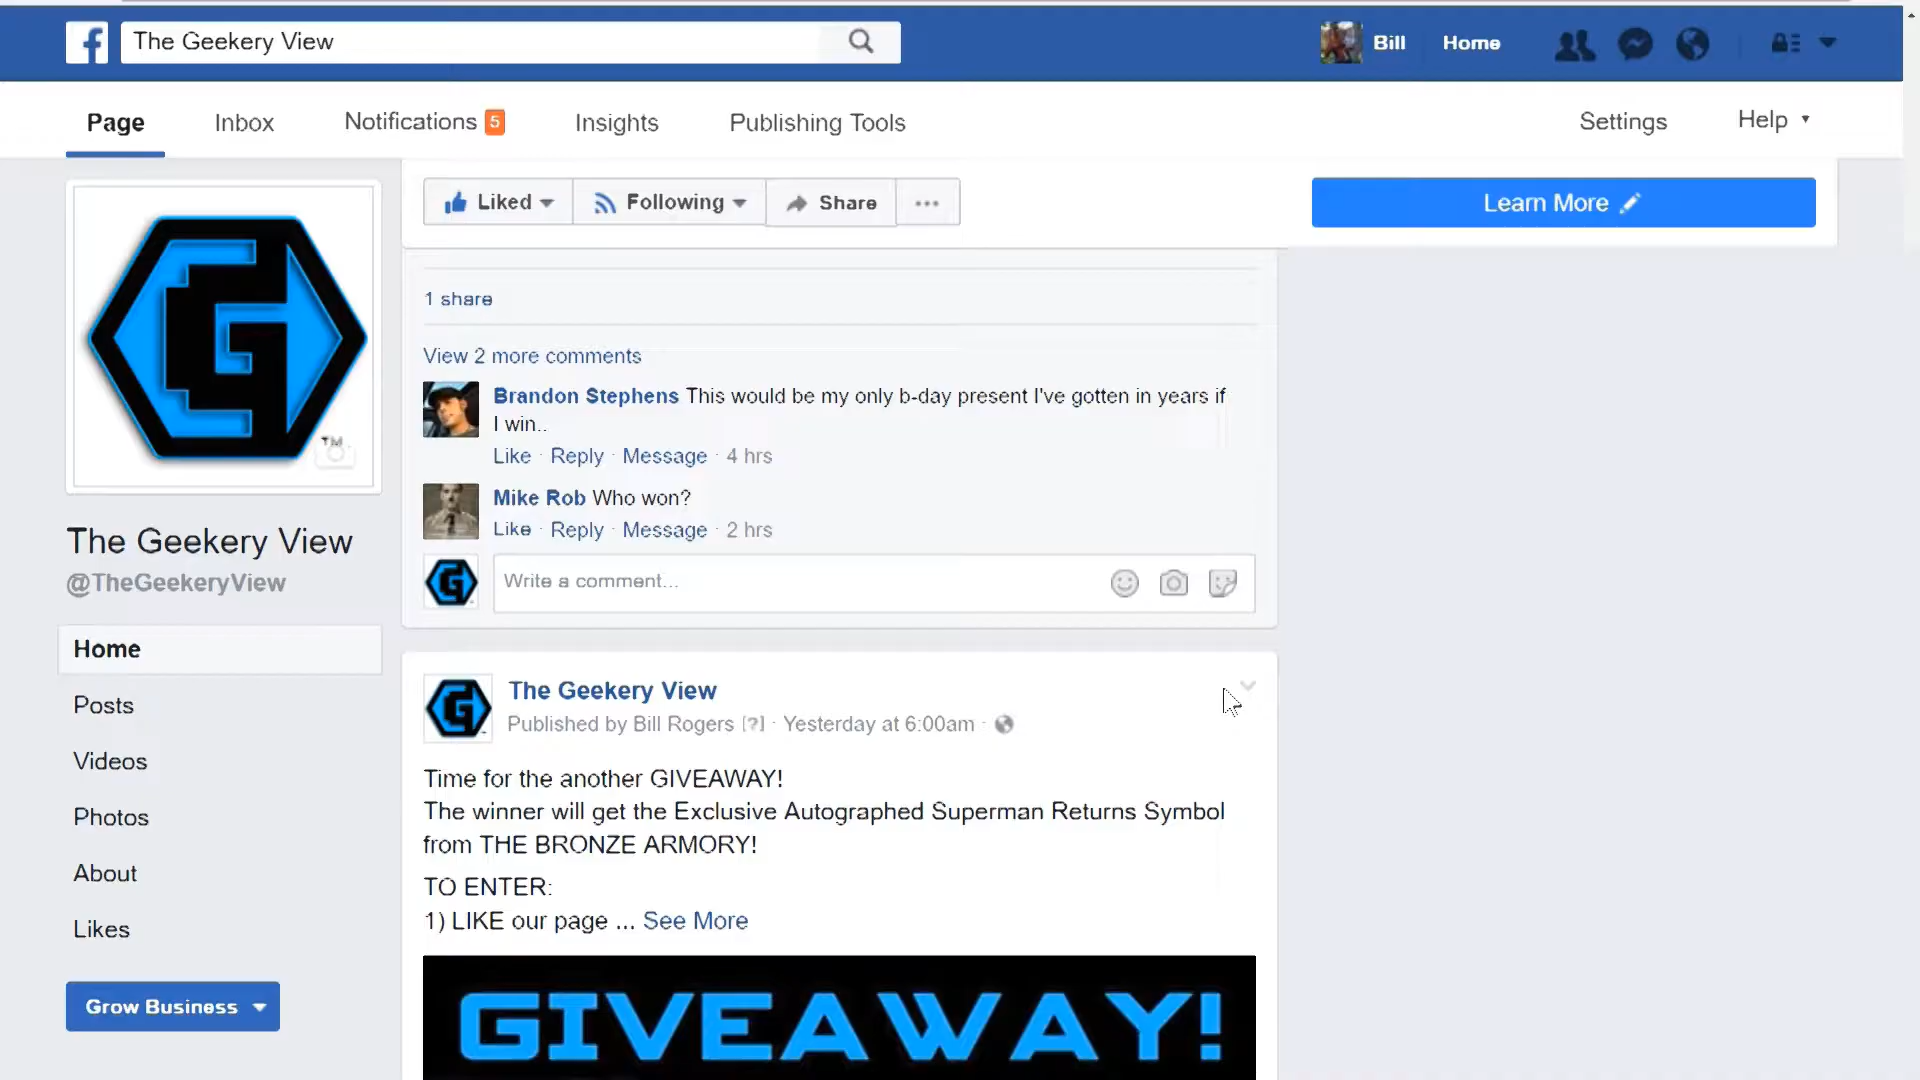 The Geekery View
Bill
Home
Page
Inbox
Notifications 5
Insights
Publishing Tools
Settings
Help
Liked
Following
Share
Learn More
TM
The Geekery View
@TheGeekeryView
Home
Posts
Videos
Photos
About
Likes
Grow Business
1 share
View 2 more comments
Brandon Stephens This would be my only b-day present I've gotten in years if
I win..
Like · Reply · Message · 4 hrs
Mike Rob Who won?
Like · Reply · Message · 2 hrs
Write a comment...
The Geekery View
Published by Bill Rogers [?] · Yesterday at 6:00am ·
Time for the another GIVEAWAY!
The winner will get the Exclusive Autographed Superman Returns Symbol
from THE BRONZE ARMORY!
TO ENTER:
1) LIKE our page ... See More
GIVEAWAY!